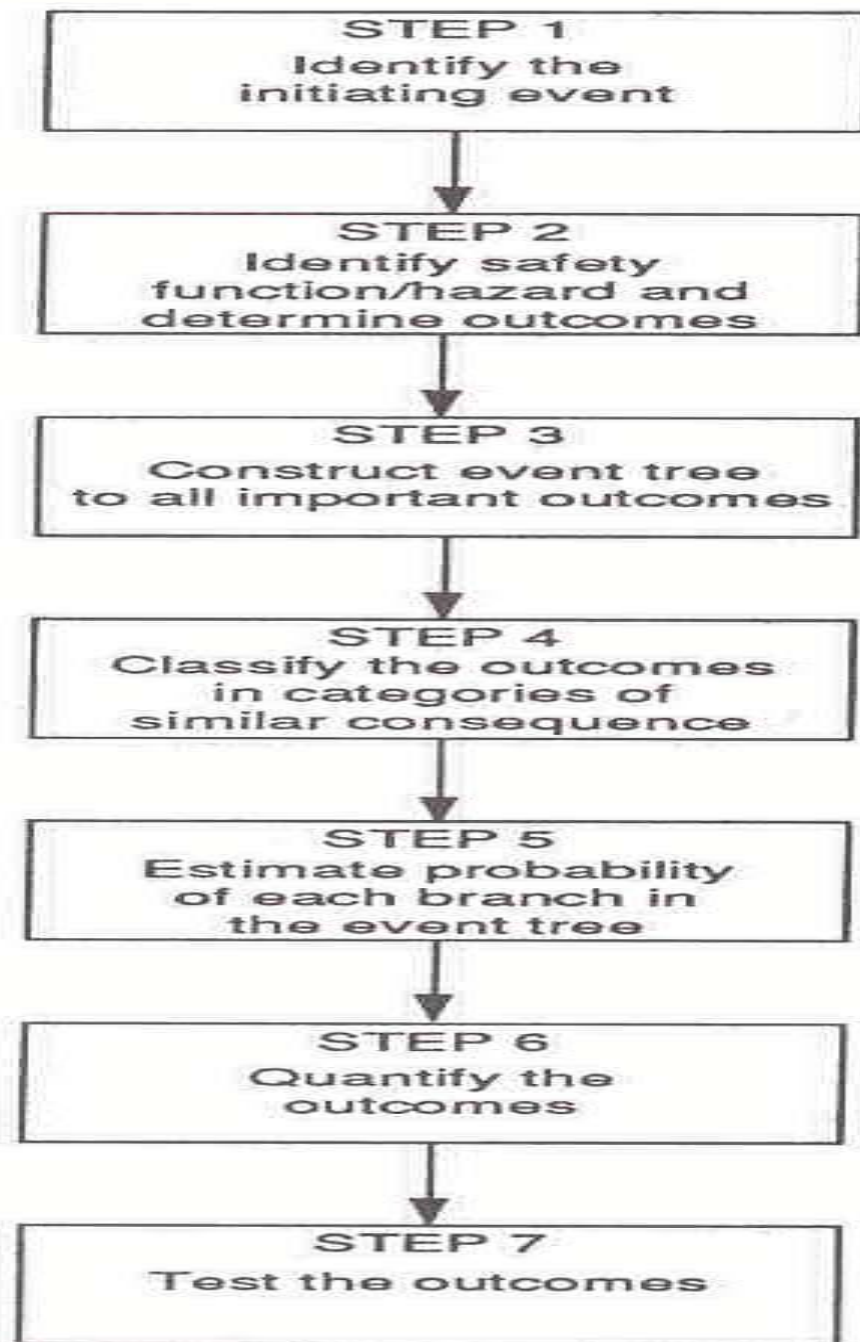 STEP 1
Identify the
initiating event
STEP 2
Identify safety
function/hazard and
determine outcomes
STEP 3
Construct event tree
to all important outcomes
STEP 4
Classify the outcomes
in categories of
similar consequence
STEP 5
Estimate probability
of each branch in
the event tree
STEP 6
Quantify the
outcomes
STEP 7
Test the outcomes